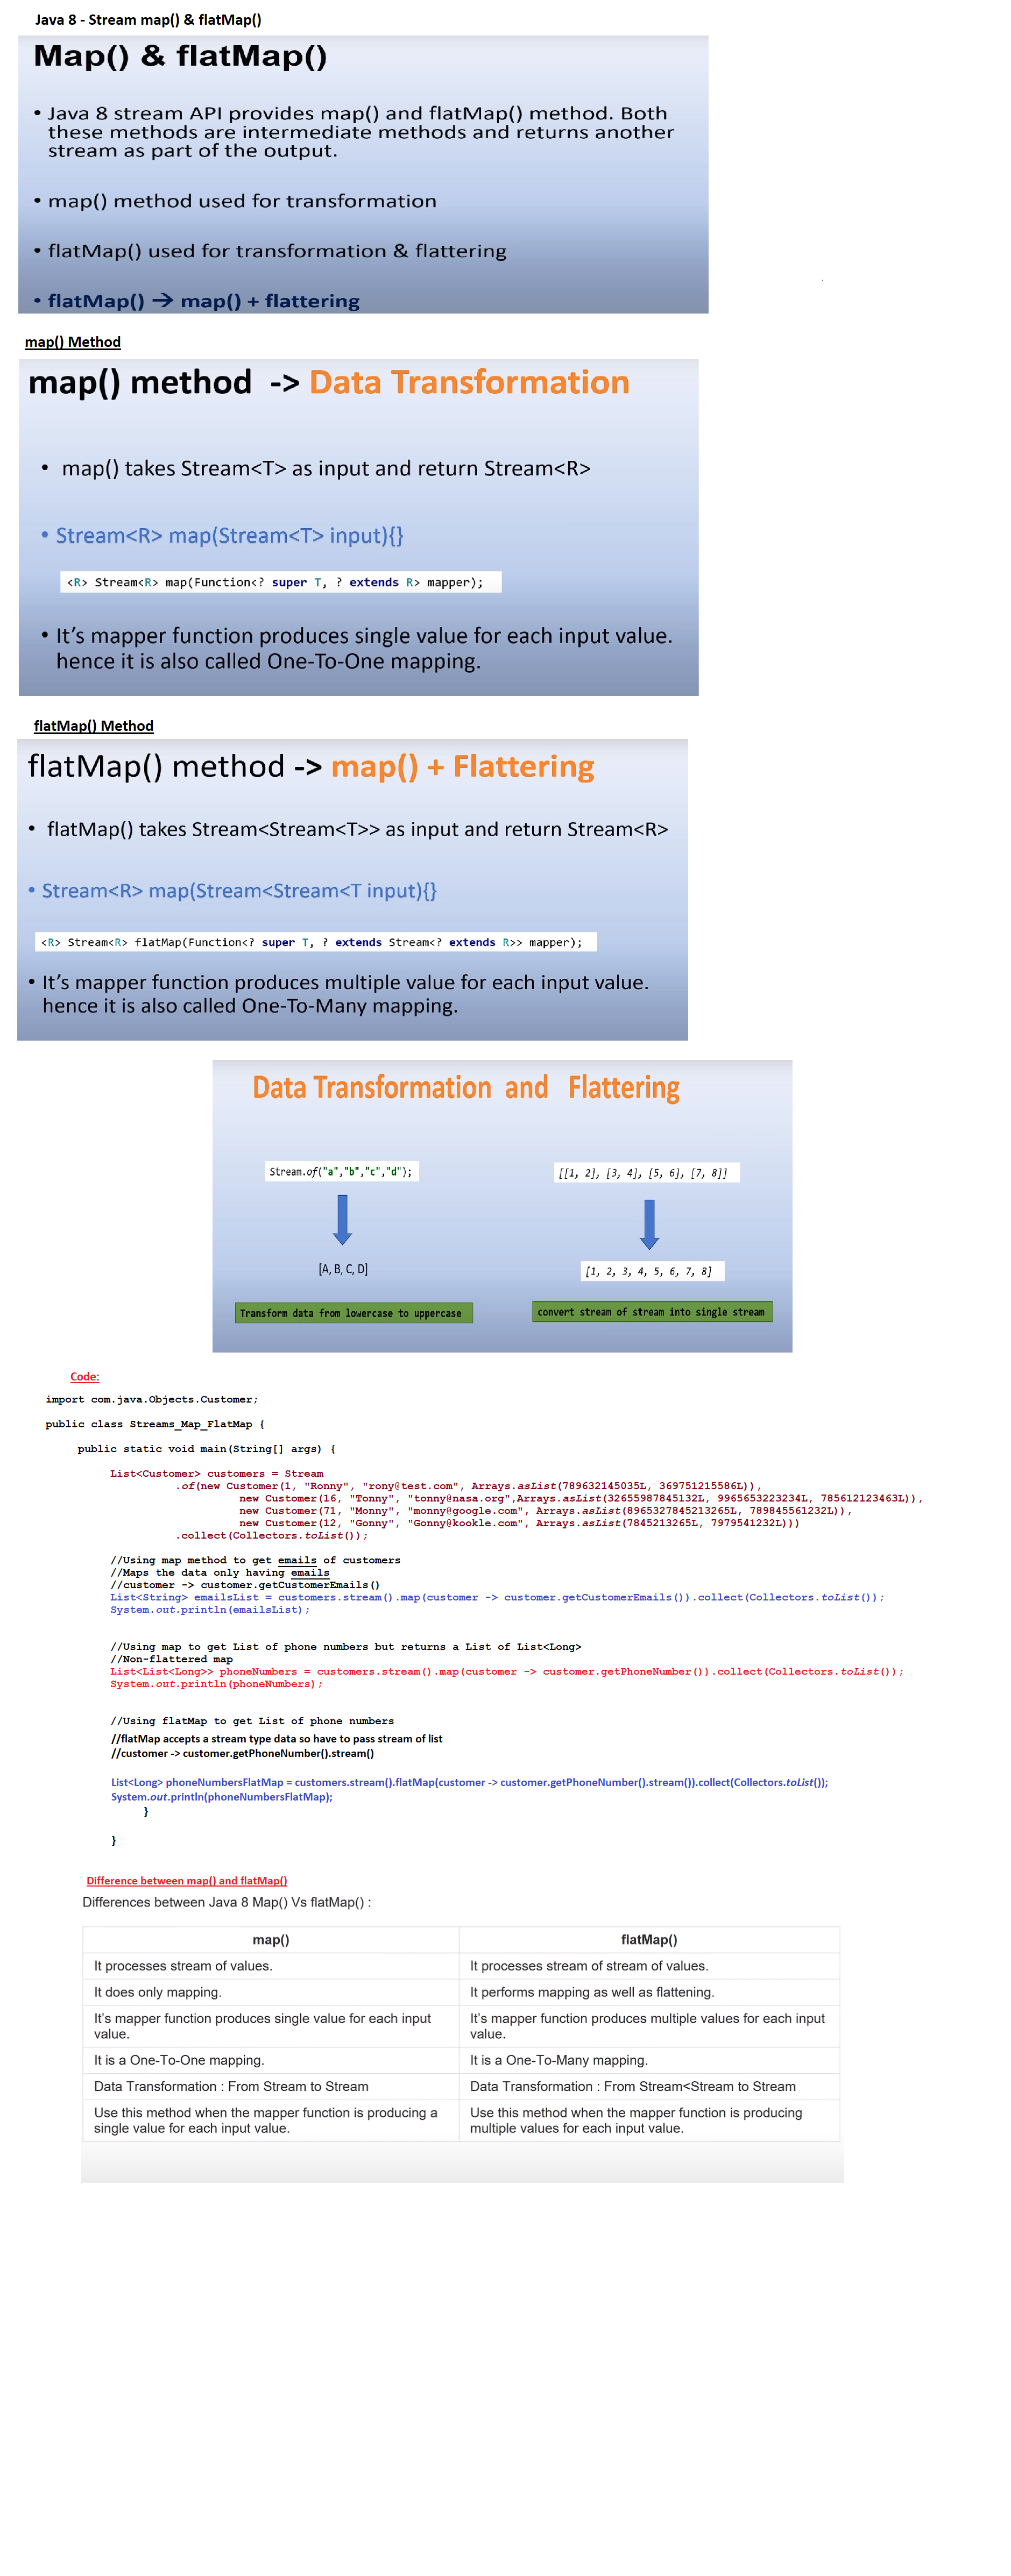 Java 8 - Stream map() & flatMap()
Map() & flatMap()
• Java 8 stream API provides map() and flatMap() method. Both
these methods are intermediate methods and returns another
stream as part of the output.
• map() method used for transformation
• flatMap() used for transformation & flattering
• flatMap() → map() + flattering
map() Method
map() method -> Data Transformation
• map() takes Stream<T> as input and return Stream<R>
• Stream<R> map(Stream<T> input){}
<R> Stream<R> map(Function<? super T, ? extends R> mapper);
• It’s mapper function produces single value for each input value.
hence it is also called One-To-One mapping.
flatMap() Method
flatMap() method -> map() + Flattering
• flatMap() takes Stream<Stream<T>> as input and return Stream<R>
• Stream<R> map(Stream<Stream<T input){}
<R> Stream<R> flatMap(Function<? super T, ? extends Stream<? extends R>> mapper);
• It’s mapper function produces multiple value for each input value.
hence it is also called One-To-Many mapping.
Data Transformation and Flattering
Stream.of("a","b","c","d");
[[1, 2], [3, 4], [5, 6], [7, 8]]
[A, B, C, D]
[1, 2, 3, 4, 5, 6, 7, 8]
Transform data from lowercase to uppercase
convert stream of stream into single stream
Code:
import com.java.Objects.Customer;
public class Streams_Map_FlatMap {
public static void main(String[] args) {
List<Customer> customers = Stream
.of(new Customer(1, "Ronny", "rony@test.com", Arrays.asList(789632145035L, 369751215586L)),
new Customer(16, "Tonny", "tonny@nasa.org",Arrays.asList(32655987845132L, 9965653223234L, 785612123463L)),
new Customer(71, "Monny", "monny@google.com", Arrays.asList(8965327845213265L, 789845561232L)),
new Customer(12, "Gonny", "Gonny@kookle.com", Arrays.asList(7845213265L, 7979541232L)))
.collect(Collectors.toList());
//Using map method to get emails of customers
//Maps the data only having emails
//customer -> customer.getCustomerEmails()
List<String> emailsList = customers.stream().map(customer -> customer.getCustomerEmails()).collect(Collectors.toList());
System.out.println(emailsList);
//Using map to get List of phone numbers but returns a List of List<Long>
//Non-flattered map
List<List<Long>> phoneNumbers = customers.stream().map(customer -> customer.getPhoneNumber()).collect(Collectors.toList());
System.out.println(phoneNumbers);
//Using flatMap to get List of phone numbers
//flatMap accepts a stream type data so have to pass stream of list
//customer -> customer.getPhoneNumber().stream()
List<Long> phoneNumbersFlatMap = customers.stream().flatMap(customer -> customer.getPhoneNumber().stream()).collect(Collectors.toList());
System.out.println(phoneNumbersFlatMap);
}
}
Difference between map() and flatMap()
Differences between Java 8 Map() Vs flatMap() :
map()
flatMap()
It processes stream of values.
It processes stream of stream of values.
It does only mapping.
It performs mapping as well as flattening.
It’s mapper function produces single value for each input
value.
It’s mapper function produces multiple values for each input
value.
It is a One-To-One mapping.
It is a One-To-Many mapping.
Data Transformation : From Stream to Stream
Data Transformation : From Stream<Stream to Stream
Use this method when the mapper function is producing a
single value for each input value.
Use this method when the mapper function is producing
multiple values for each input value.